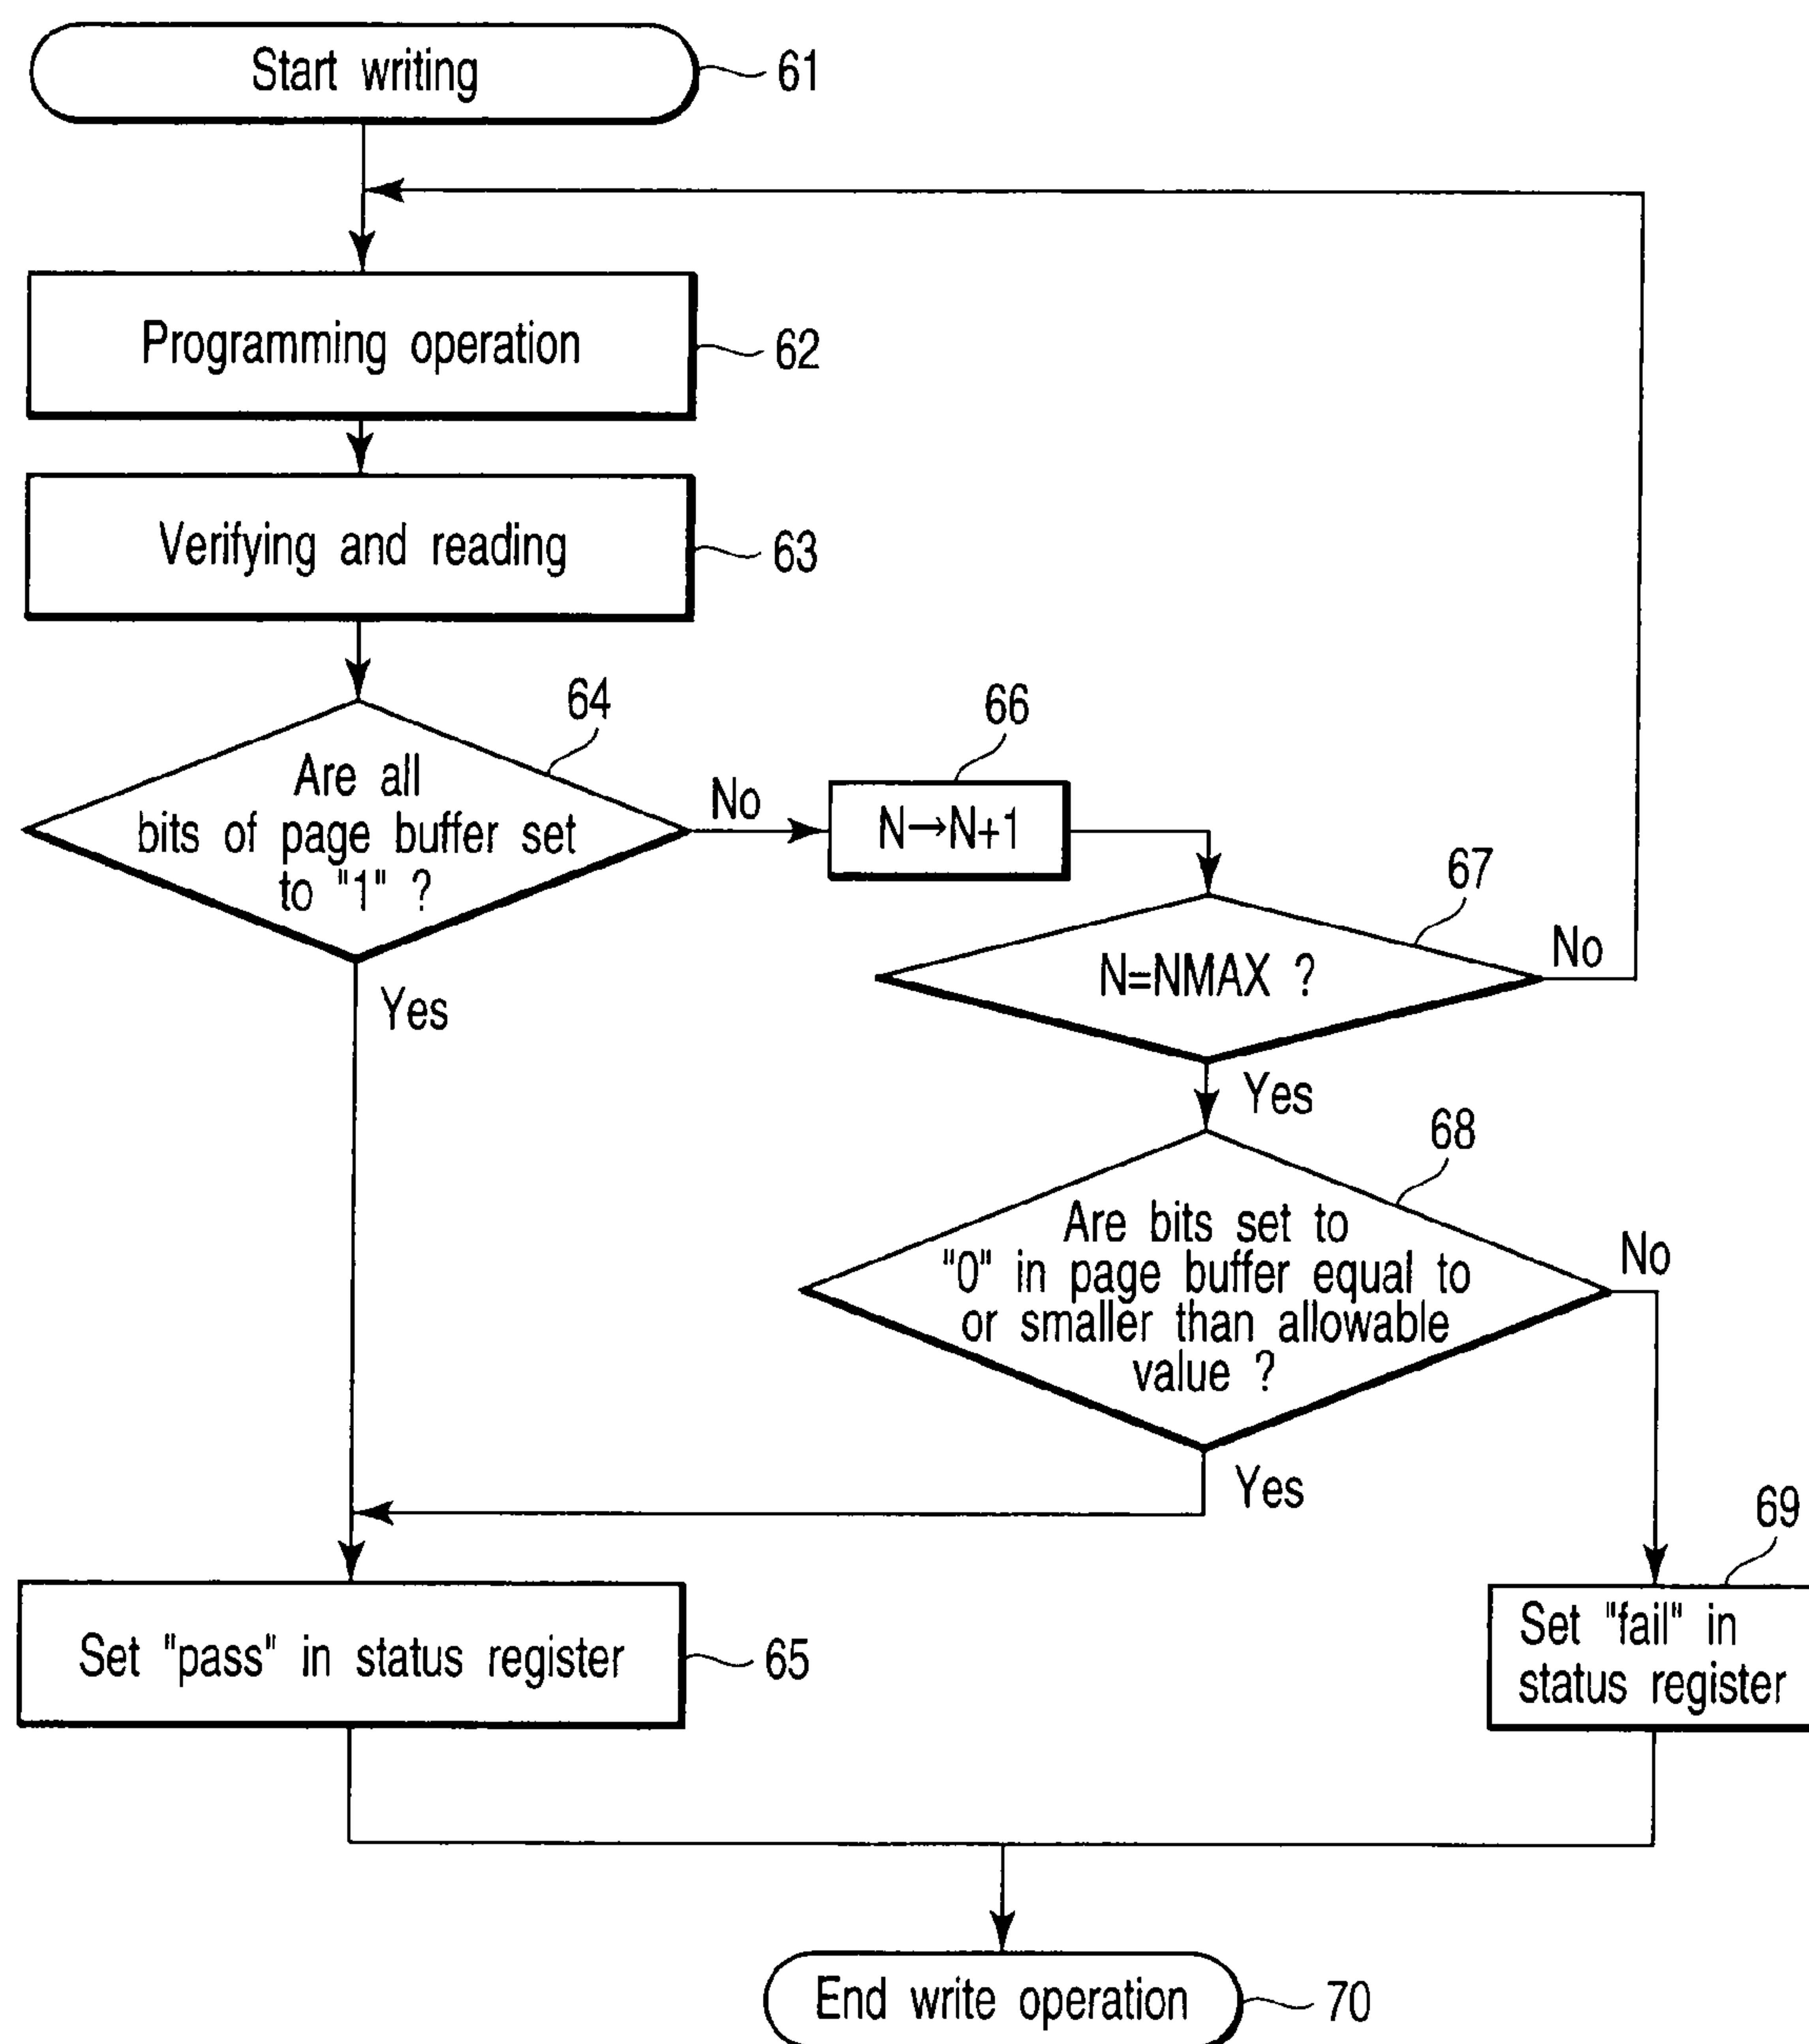 Start writing
61
Programming operation
62
Verifying and reading
63
64
Are all
bits of page buffer set
to "1" ?
No
Yes
66
N→N+1
67
N=NMAX ?
No
Yes
68
Are bits set to
"0" in page buffer equal to
or smaller than allowable
value ?
No
Yes
Set "pass" in status register
65
69
Set "fail" in
status register
End write operation
70